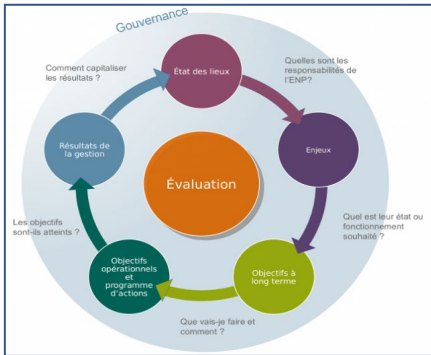 Gouvernance
État des lieux
Comment capitaliser
les résultats ?
Quelles sont les
responsabilités de
l'ENP?
Résultats de
la gestion
Enjeux
Évaluation
Les objectifs
sont-ils atteints ?
Quel est leur état ou
fonctionnement
souhaité ?
Objectifs
opérationnels
et
programme
d'actions
Objectifs à
long terme
Que vais-je faire et
comment ?